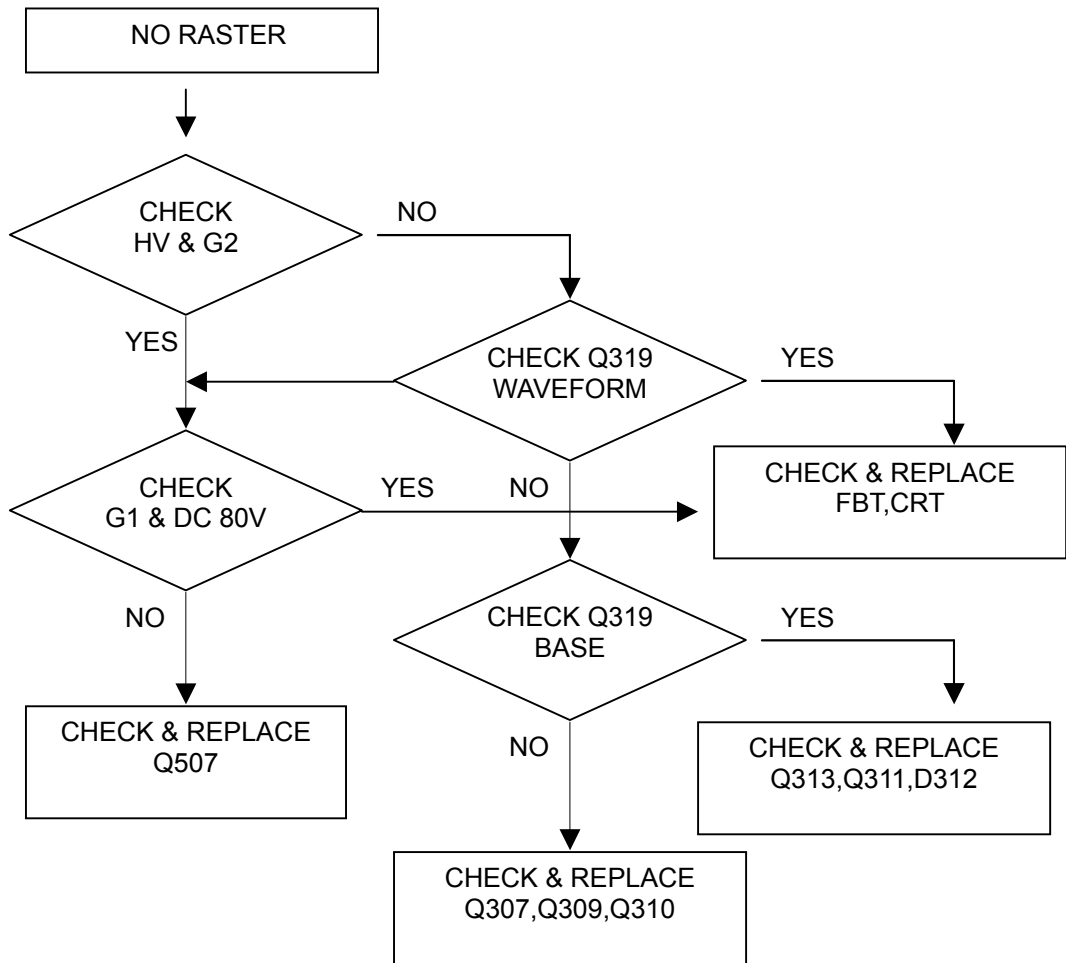 NO RASTER
CHECK
HV & G2
NO
YES
CHECK Q319
WAVEFORM
YES
CHECK
G1 & DC 80V
YES
NO
CHECK & REPLACE
FBT,CRT
NO
CHECK Q319
BASE
YES
CHECK & REPLACE
Q507
NO
CHECK & REPLACE
Q313,Q311,D312
CHECK & REPLACE
Q307,Q309,Q310